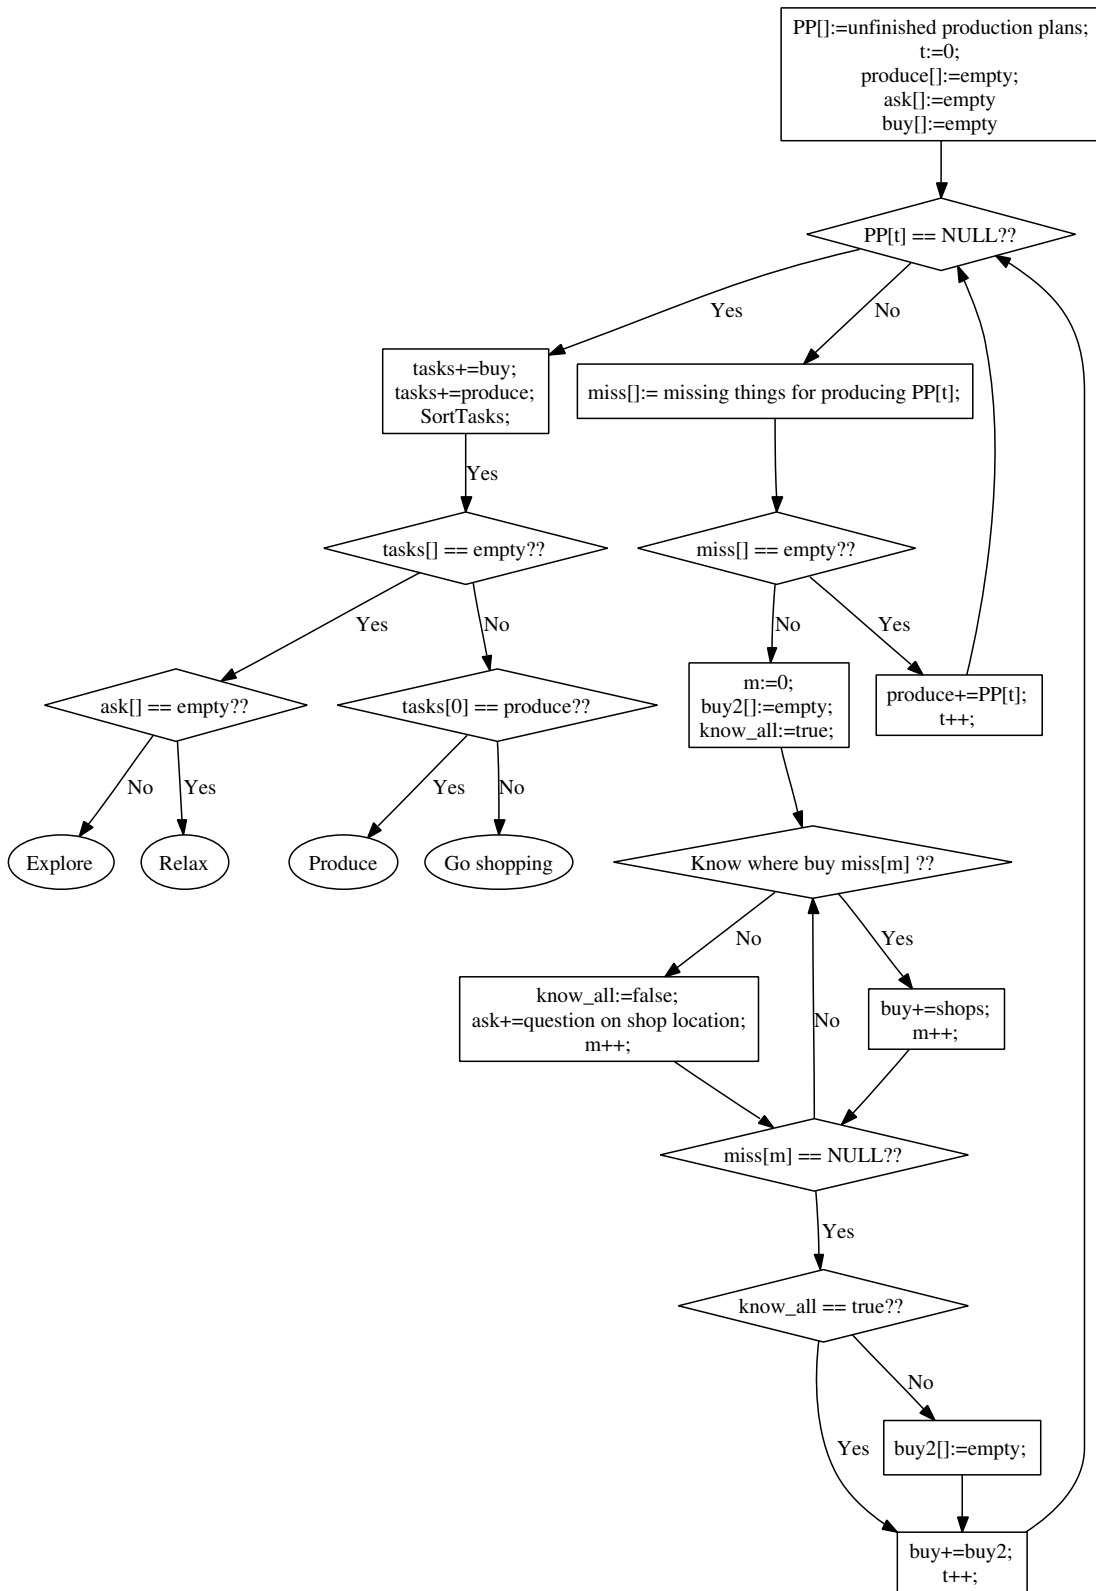 PP[]:=unfinished production plans;
t:=0;
produce[]:=empty;
ask[]:=empty
buy[]:=empty
PP[t] == NULL??
Yes
No
tasks+=buy;
tasks+=produce;
SortTasks;
miss[]:= missing things for producing PP[t];
Yes
tasks[] == empty??
miss[] == empty??
Yes
No
No
Yes
ask[] == empty??
tasks[0] == produce??
m:=0;
buy2[]:=empty;
know_all:=true;
produce+=PP[t];
t++;
No
Yes
Yes
No
Explore
Relax
Produce
Go shopping
Know where buy miss[m] ??
No
Yes
know_all:=false;
ask+=question on shop location;
m++;
No
buy+=shops;
m++;
miss[m] == NULL??
Yes
know_all == true??
No
Yes
buy2[]:=empty;
buy+=buy2;
t++;